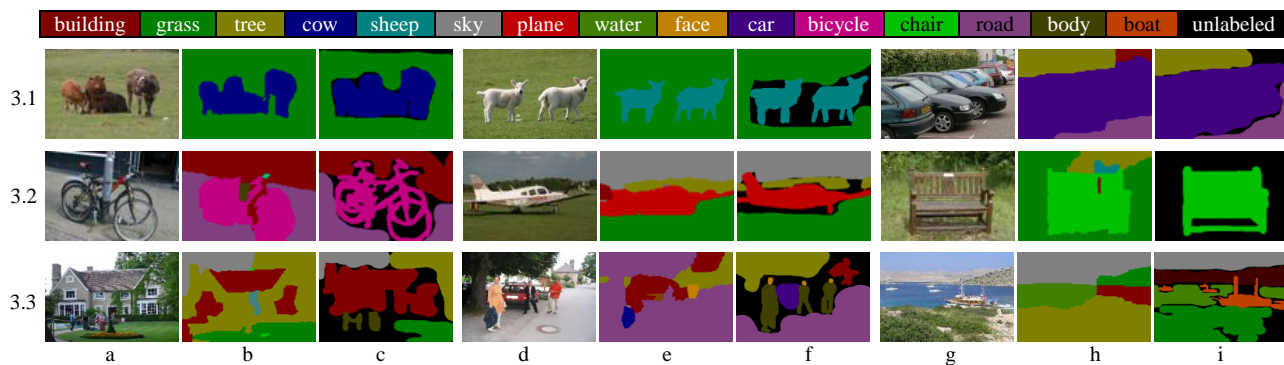 building grass tree cow sheep sky plane water face car bicycle chair road body boat unlabeled
3.1
3.2
3.3
a b c d e f g h i